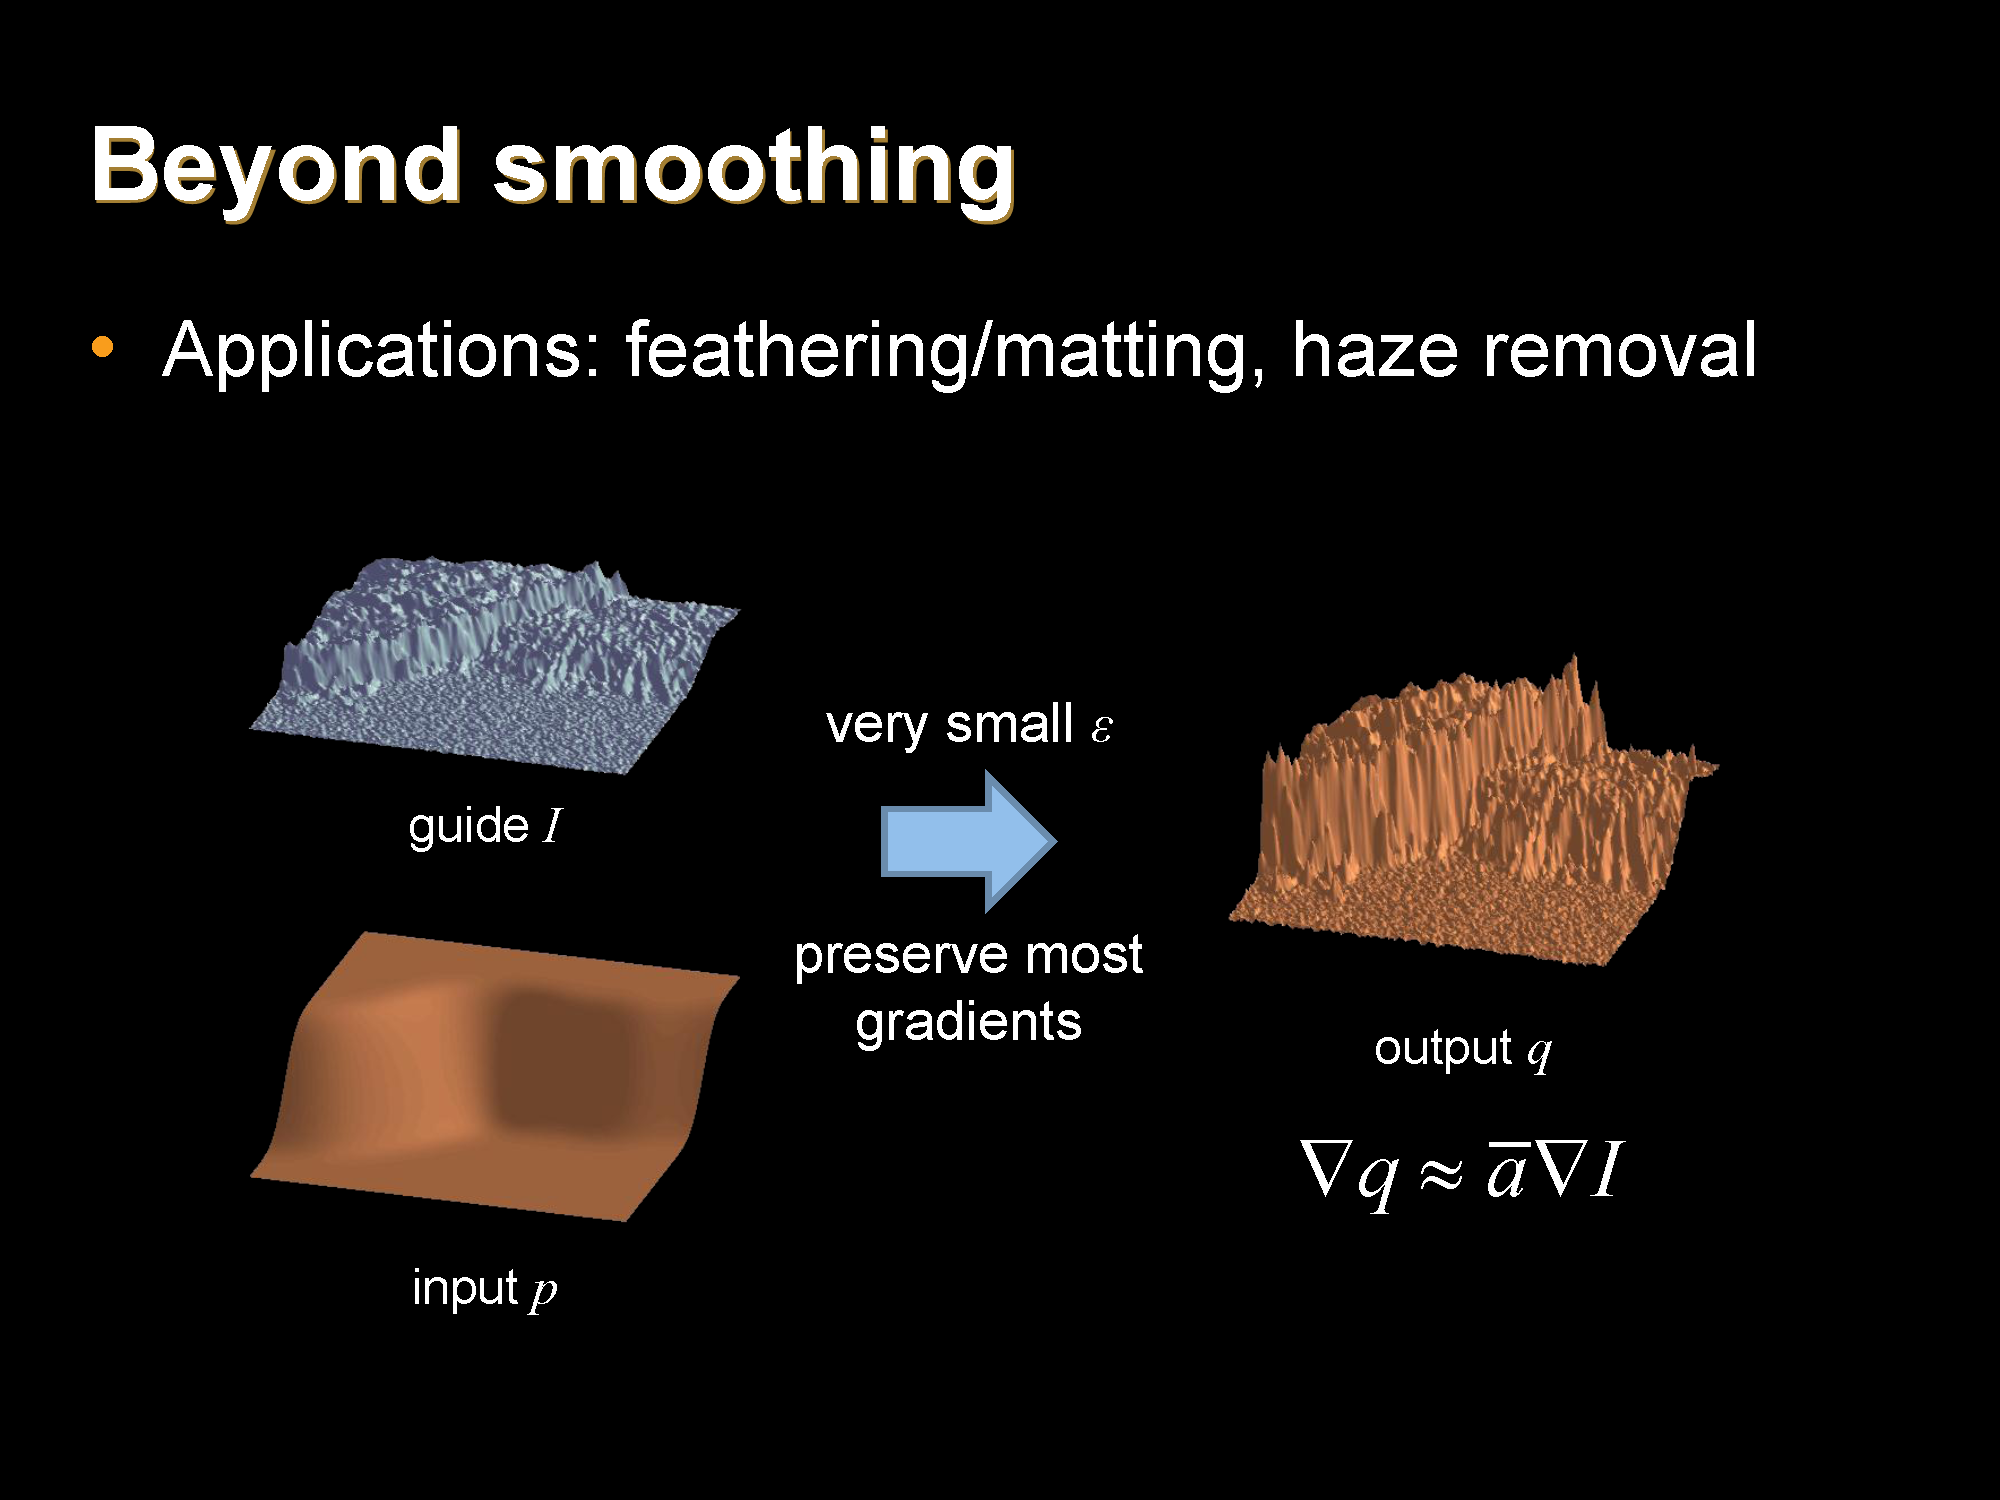 Beyond smoothing
• Applications: feathering/matting, haze removal
guide I
input p
very small ε
preserve most
gradients
output q
∇q ≈ a̅∇I